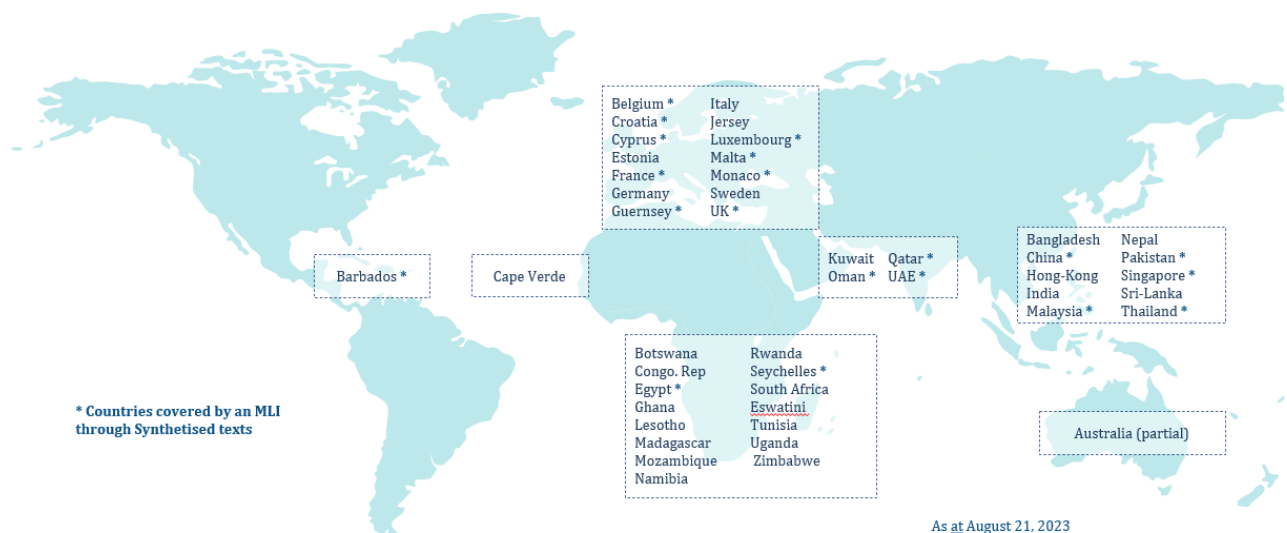 Belgium * Italy
Croatia * Jersey
Cyprus * Luxembourg *
Estonia Malta *
France * Monaco *
Germany Sweden
Guernsey * UK *
Barbados *
Cape Verde
Kuwait Qatar *
Oman * UAE *
Bangladesh Nepal
China * Pakistan *
Hong-Kong Singapore *
India Sri-Lanka
Malaysia * Thailand *
Botswana Rwanda
Congo. Rep Seychelles *
Egypt * South Africa
Ghana Eswatini
Lesotho Tunisia
Madagascar Uganda
Mozambique Zimbabwe
Namibia
* Countries covered by an MLI
through Synthetised texts
Australia (partial)
As at August 21, 2023